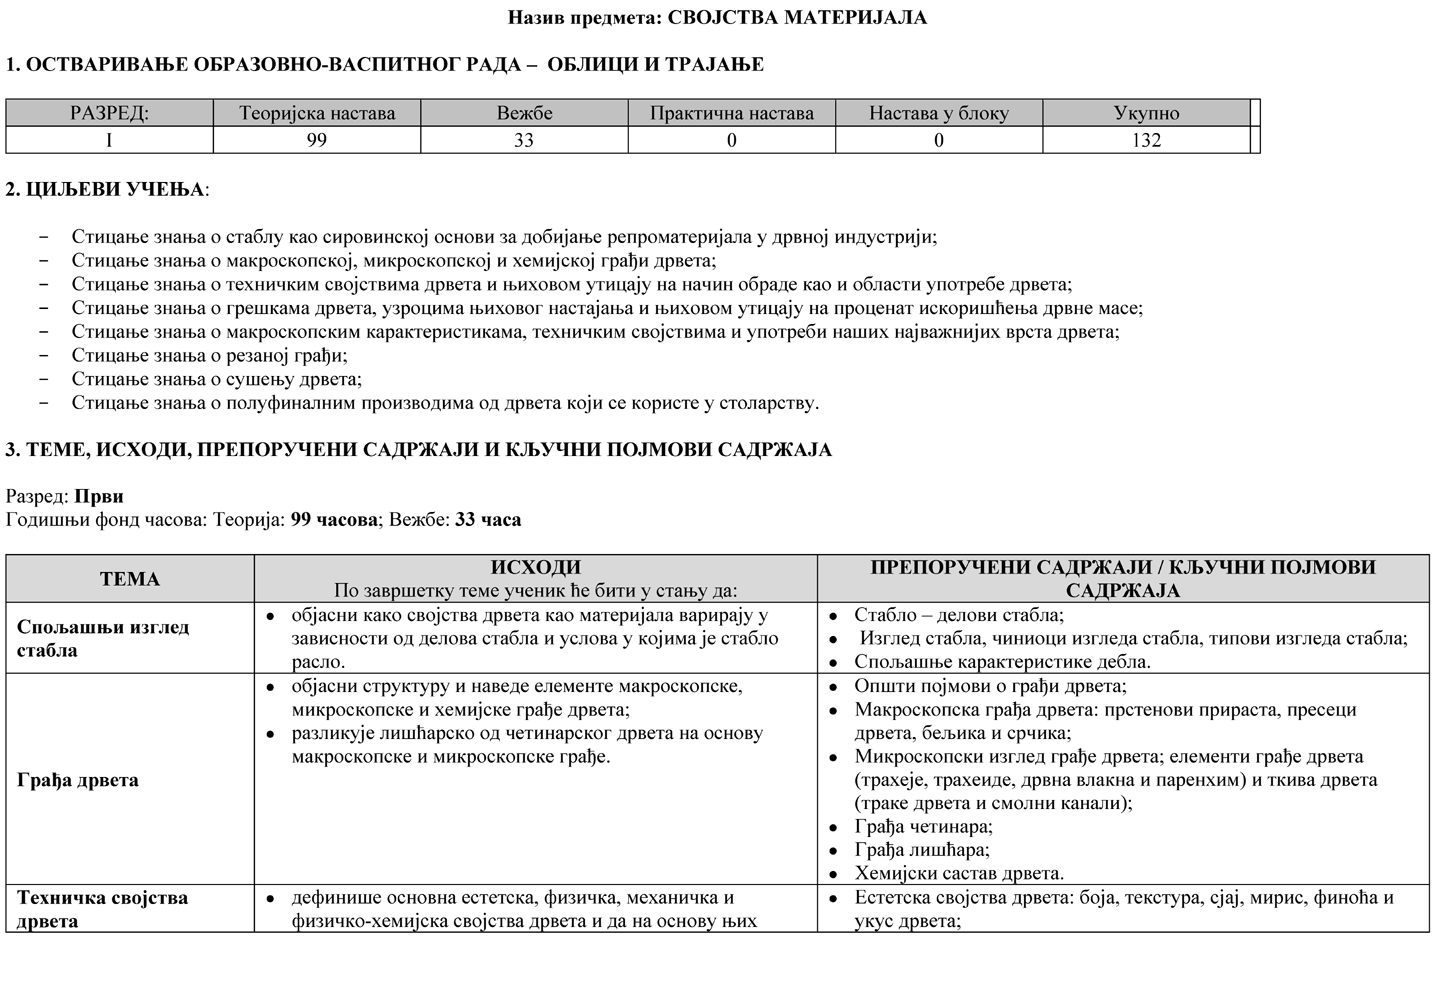 Назив предмета: СВОЈСТВА МАТЕРИЈАЛА
1. ОСТВАРИВАЊЕ ОБРАЗОВНО-ВАСПИТНОГ РАДА – ОБЛИЦИ И ТРАЈАЊЕ
РАЗРЕД: Теоријска настава Вежбе Практична настава Настава у блоку Укупно
I 99 33 0 0 132
2. ЦИЉЕВИ УЧЕЊА:
- Стицање знања о стаблу као сировинској основи за добијање репроматеријала у дрвној индустрији;
- Стицање знања о макроскопској, микроскопској и хемијској грађи дрвета;
- Стицање знања о техничким својствима дрвета и њиховом утицају на начин обраде као и области употребе дрвета;
- Стицање знања о грешкама дрвета, узроцима њиховог настајања и њиховом утицају на проценат искоришћења дрвне масе;
- Стицање знања о макроскопским карактеристикама, техничким својствима и употреби наших најважнијих врста дрвета;
- Стицање знања о резаној грађи;
- Стицање знања о сушењу дрвета;
- Стицање знања о полуфиналним производима од дрвета који се користе у столарству.
3. ТЕМЕ, ИСХОДИ, ПРЕПОРУЧЕНИ САДРЖАЈИ И КЉУЧНИ ПОЈМОВИ САДРЖАЈА
Разред: Први
Годишњи фонд часова: Теорија: 99 часова; Вежбе: 33 часа
ТЕМА
ИСХОДИ
По завршетку теме ученик ће бити у стању да:
ПРЕПОРУЧЕНИ САДРЖАЈИ / КЉУЧНИ ПОЈМОВИ
САДРЖАЈА
Спољашњи изглед
стабла
• објасни како својства дрвета као материјала варирају у
зависности од делова стабла и услова у којима је стабло
расло.
• Стабло – делови стабла;
• Изглед стабла, чиниоци изгледа стабла, типови изгледа стабла;
• Спољашње карактеристике дебла.
Грађа дрвета
• објасни структуру и наведе елементе макроскопске,
микроскопске и хемијске грађе дрвета;
• разликује лишћарско од четинарског дрвета на основу
макроскопске и микроскопске грађе.
• Општи појмови о грађи дрвета;
• Макроскопска грађа дрвета: прстенови прираста, пресеци
дрвета, бељика и срчика;
• Микроскопски изглед грађе дрвета; елементи грађе дрвета
(трахеје, трахеиде, дрвна влакна и паренхим) и ткива дрвета
(траке дрвета и смолни канали);
• Грађа четинара;
• Грађа лишћара;
• Хемијски састав дрвета.
Техничка својства
дрвета
• дефинише основна естетска, физичка, механичка и
физичко-хемијска својства дрвета и да на основу њих
• Естетска својства дрвета: боја, текстура, сјај, мирис, финоћа и
укус дрвета;